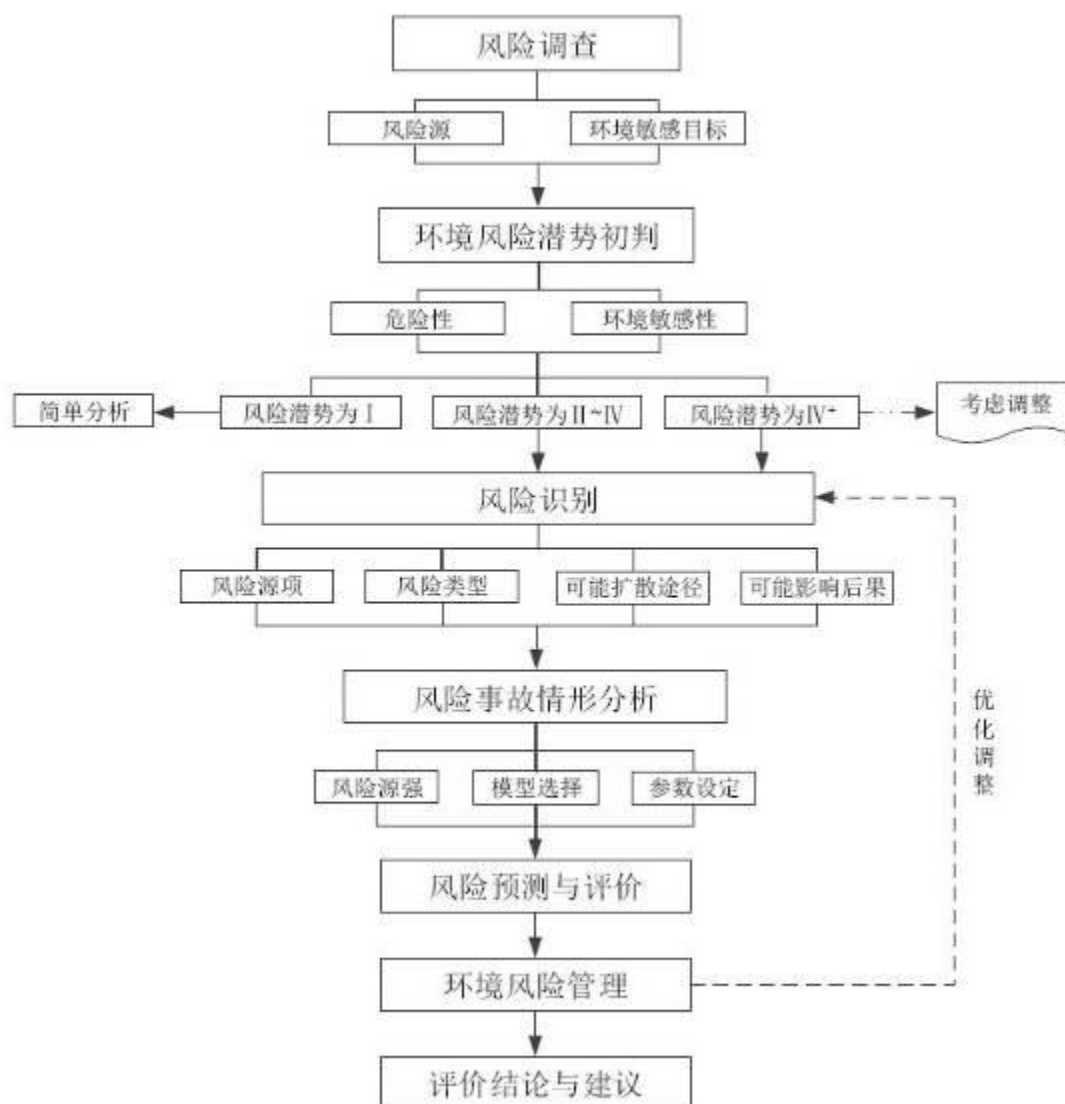 风险调查
风险源
环境敏感目标
环境风险潜势初判
危险性
环境敏感性
简单分析
风险潜势为Ⅰ
风险潜势为Ⅱ~Ⅳ
风险潜势为Ⅳ+
考虑调整
风险识别
风险源项
风险类型
可能扩散途径
可能影响后果
风险事故情形分析
优化调整
风险源强
模型选择
参数设定
风险预测与评价
环境风险管理
评价结论与建议